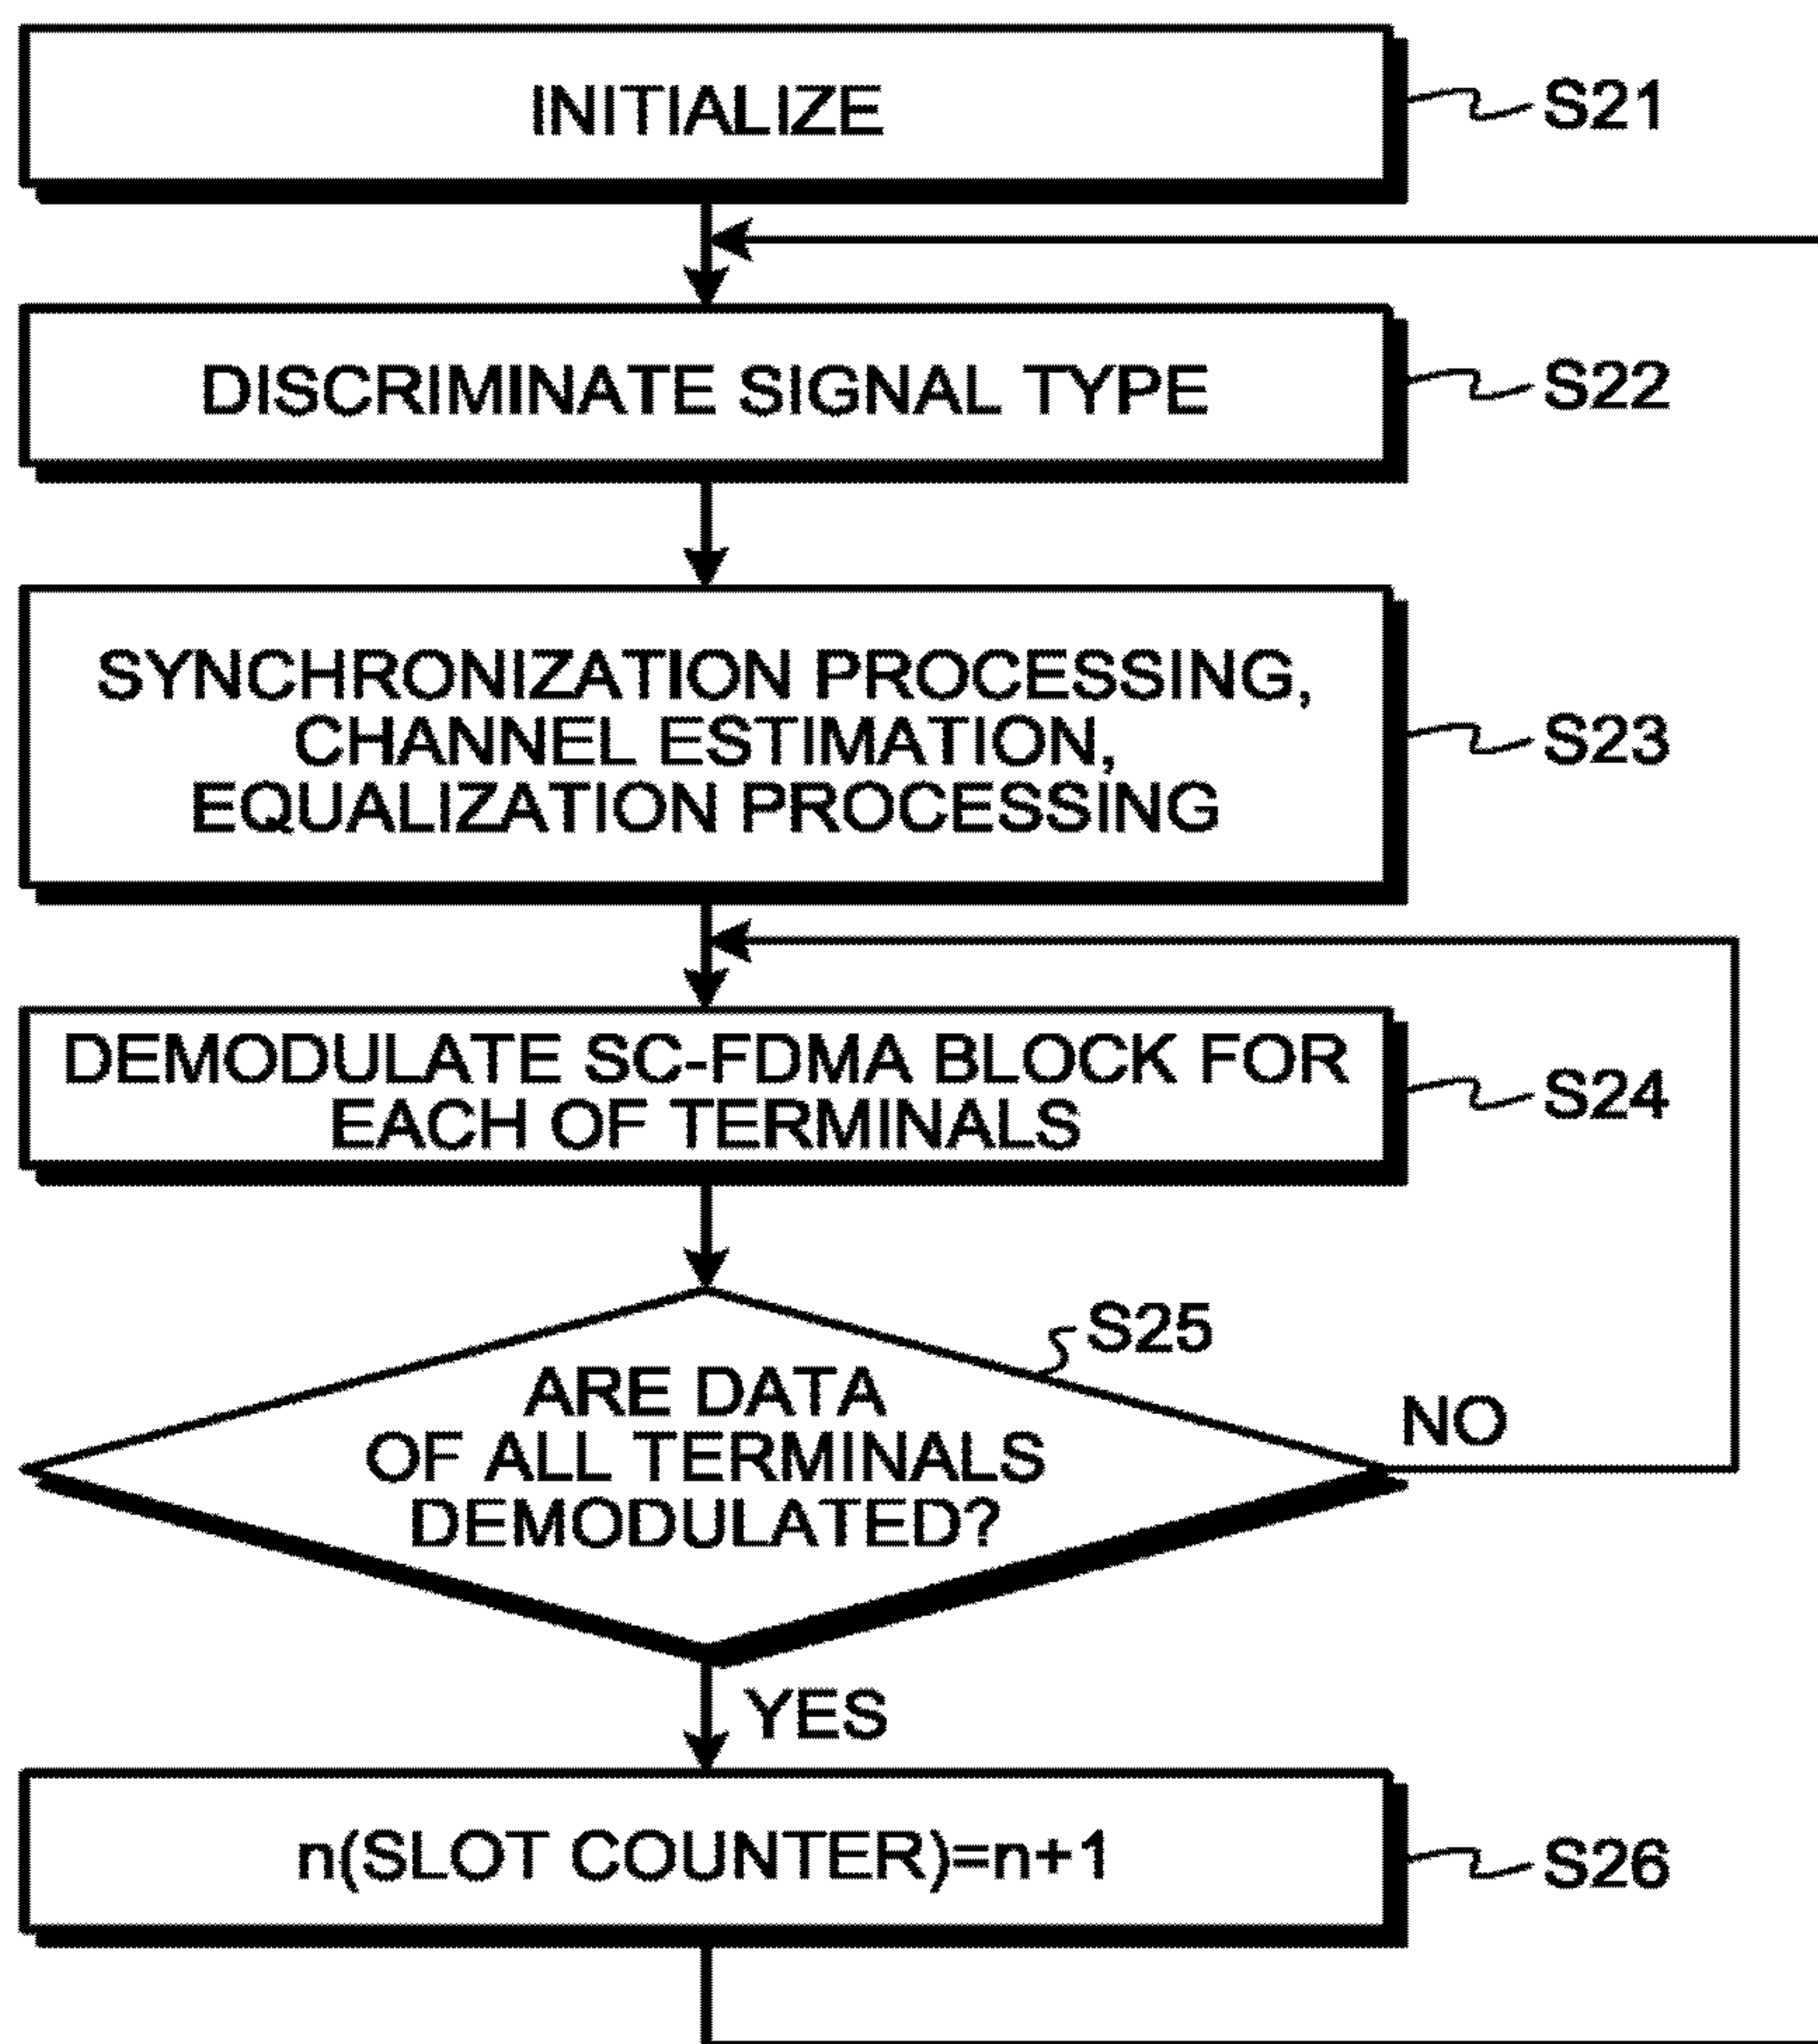 INITIALIZE
S21
DISCRIMINATE SIGNAL TYPE
S22
SYNCHRONIZATION PROCESSING,
CHANNEL ESTIMATION,
EQUALIZATION PROCESSING
S23
DEMODULATE SC-FDMA BLOCK FOR
EACH OF TERMINALS
S24
S25
ARE DATA
OF ALL TERMINALS
DEMODULATED?
NO
YES
n(SLOT COUNTER)=n+1
S26